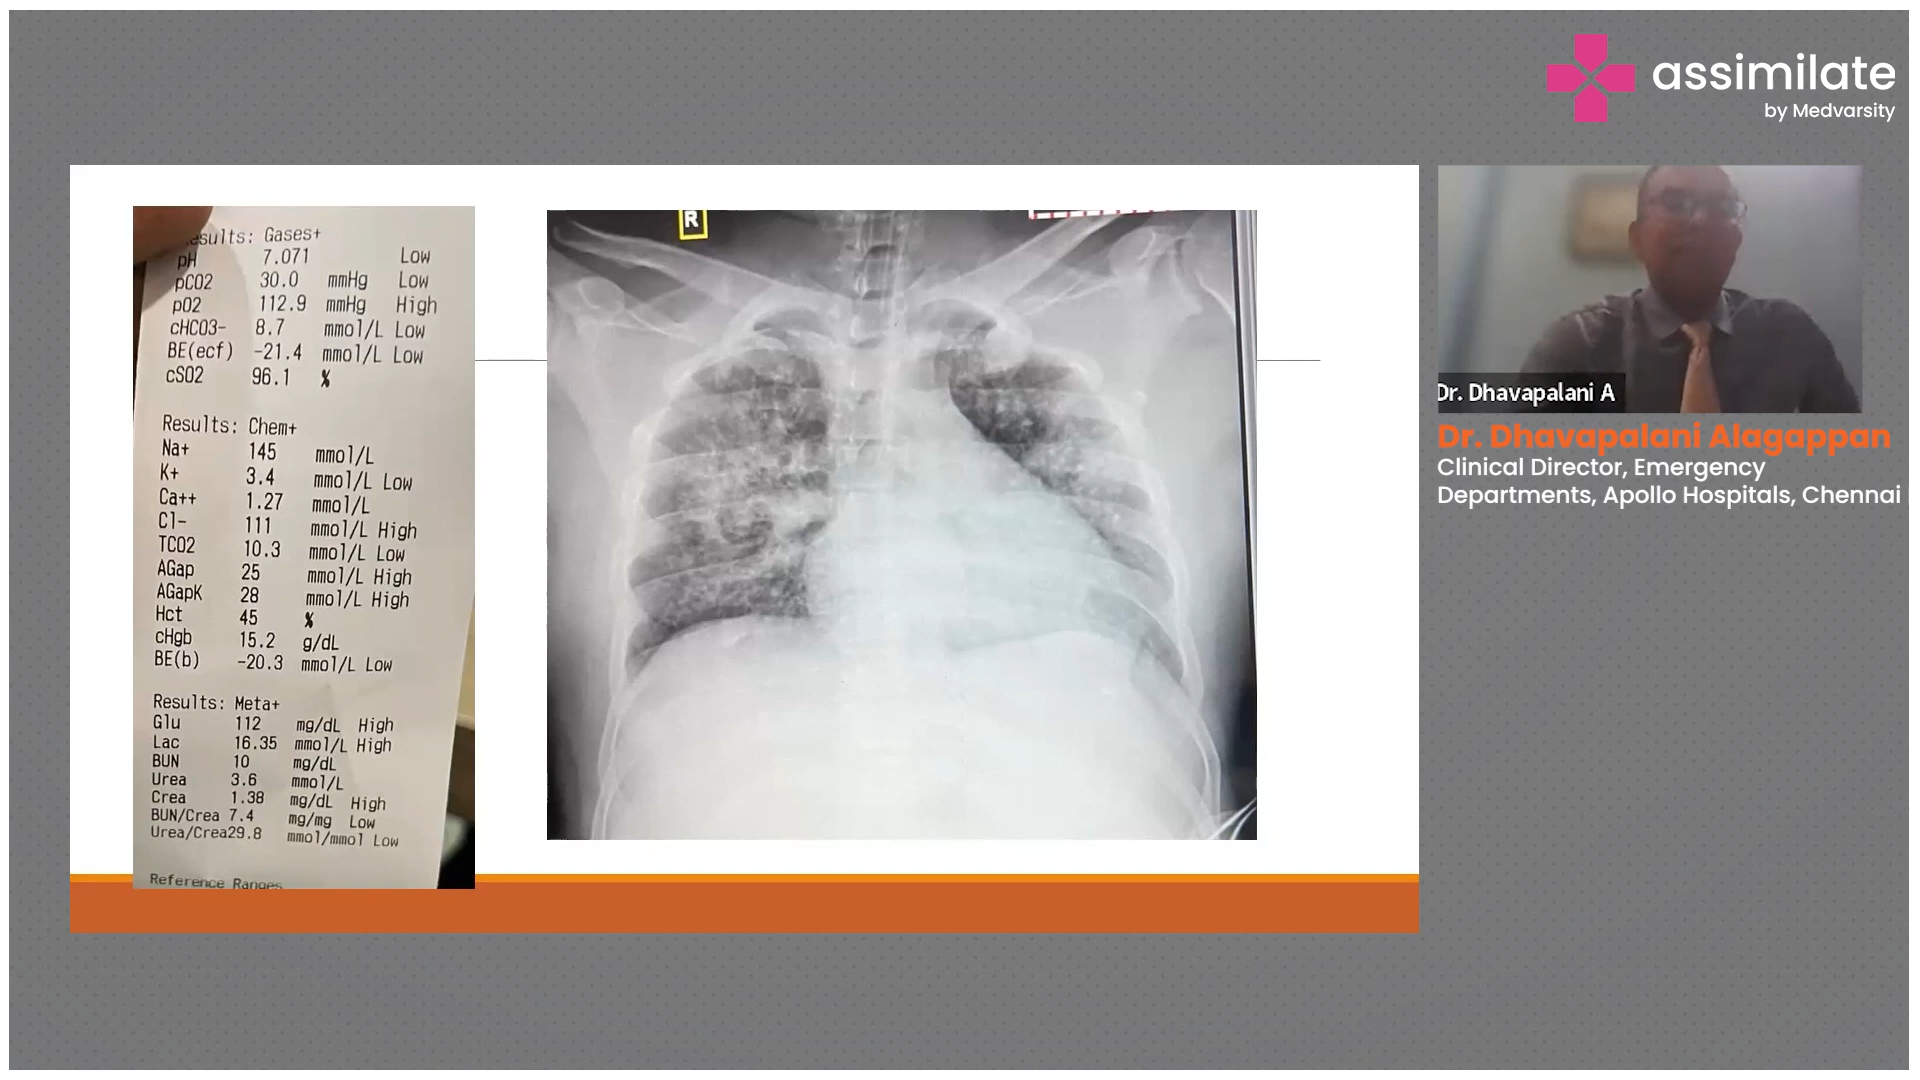 assimilate
by Medvarsity
Results: Gases+
pH 7.071 Low
pCO2 30.0 mmHg Low
pO2 112.9 mmHg High
cHCO3- 8.7 mmol/L Low
BE(ecf) -21.4 mmol/L Low
cSO2 96.1 %
Results: Chem+
Na+ 145 mmol/L
K+ 3.4 mmol/L Low
Ca++ 1.27 mmol/L
Cl- 111 mmol/L High
TCO2 10.3 mmol/L Low
AGap 25 mmol/L High
AGapK 28 mmol/L High
Hct 45 %
cHgb 15.2 g/dL
BE(b) -20.3 mmol/L Low
Results: Meta+
Glu 112 mg/dL High
Lac 16.35 mmol/L High
BUN 10 mg/dL
Urea 3.6 mmol/L
Crea 1.38 mg/dL High
BUN/Crea 7.4 mg/mg Low
Urea/Crea29.8 mmol/mmol Low
Reference Ranges
R
Dr. Dhavapalani A
Dr. Dhavapalani Alagappan
Clinical Director, Emergency
Departments, Apollo Hospitals, Chennai